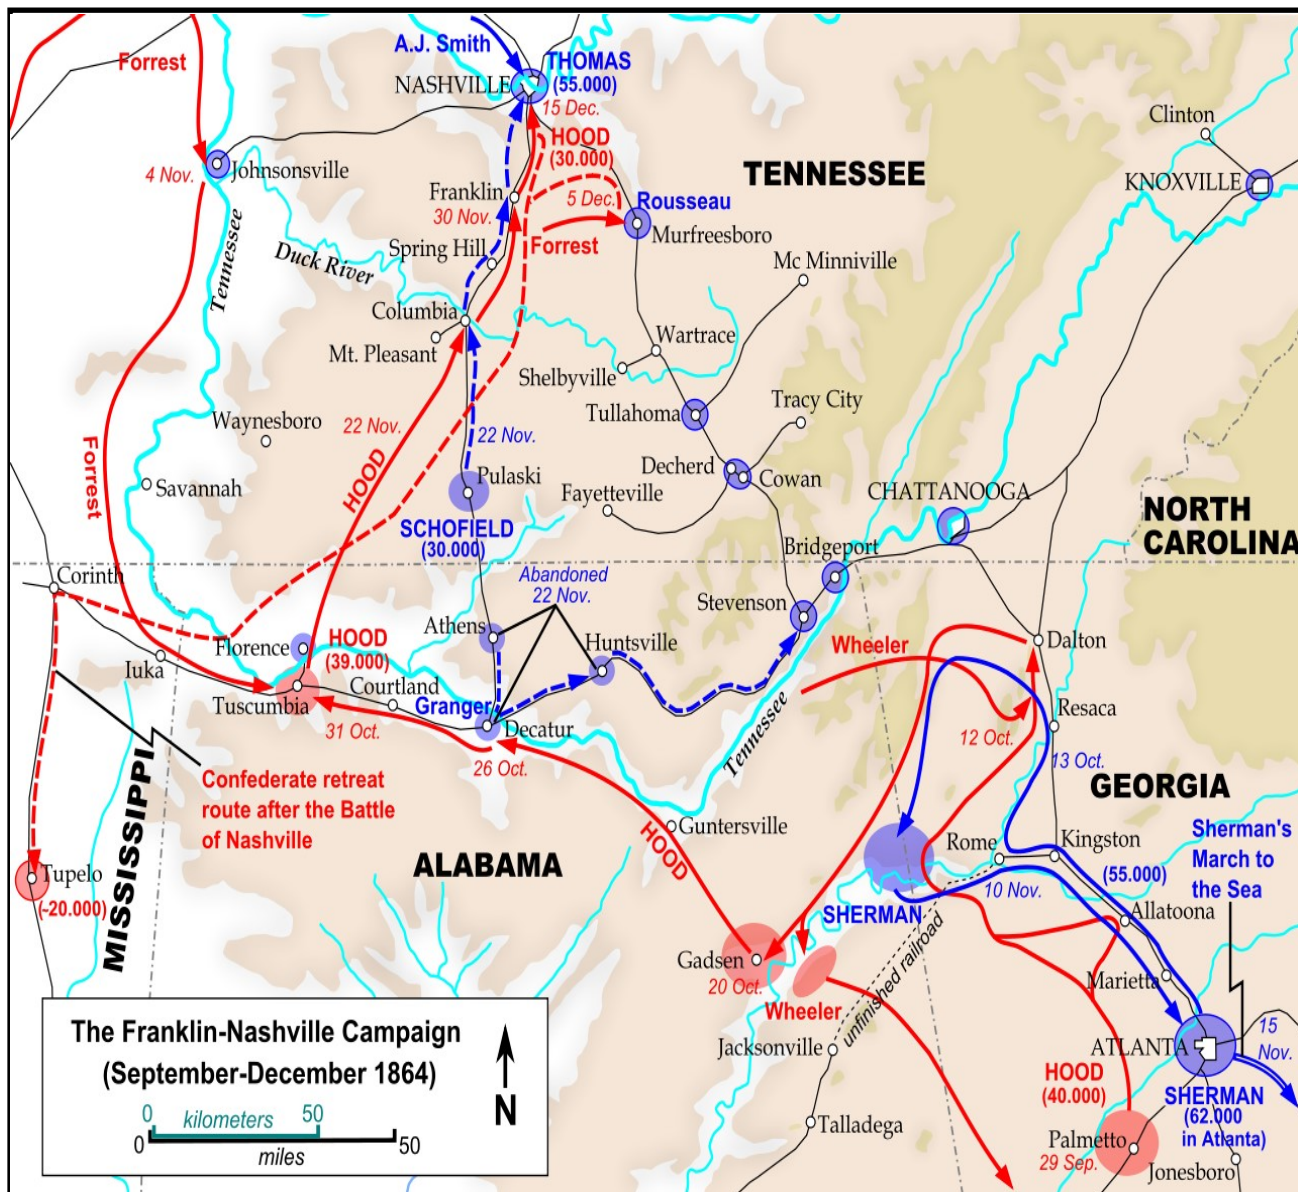 A.J. Smith
Forrest
THOMAS
(55.000)
NASHVILLE
15 Dec.
HOOD
(30.000)
Clinton
KNOXVILLE
TENNESSEE
4 Nov.
Johnsonsville
Franklin
30 Nov.
5 Dec.
Rousseau
Murfreesboro
Forrest
Spring Hill
Tennessee
Duck River
Mc Minniville
Columbia
Mt. Pleasant
Wartrace
Shelbyville
Tullahoma
Tracy City
Waynesboro
22 Nov.
22 Nov.
HOOD
Forrest
Savannah
Pulaski
Decherd
Cowan
Fayetteville
CHATTANOOGA
SCHOFIELD
(30.000)
NORTH
CAROLINA
Bridgeport
Corinth
Abandoned
22 Nov.
Stevenson
Athens
Huntsville
Florence
HOOD
(39.000)
Wheeler
Dalton
Iuka
Tuscumbia
Courtland
Granger
Decatur
Resaca
31 Oct.
26 Oct.
Tennessee
12 Oct.
13 Oct.
Confederate retreat
route after the Battle
of Nashville
MISSISSIPPI
GEORGIA
Guntersville
HOOD
Rome
Kingston
Sherman's
March to
the Sea
ALABAMA
Tupelo
(-20.000)
10 Nov.
(55.000)
SHERMAN
Allatoona
Gadsen
20 Oct.
Marietta
Wheeler
unfinished railroad
Jacksonville
ATLANTA
15
Nov.
HOOD
(40.000)
SHERMAN
(62.000
in Atlanta)
Talladega
Palmetto
29 Sep.
Jonesboro
The Franklin-Nashville Campaign
(September-December 1864)
0 kilometers 50
0 50
miles
N